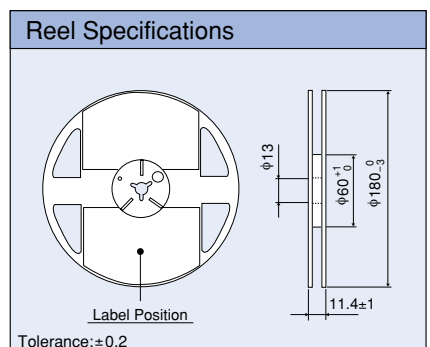 Reel Specifications
φ13
φ60 +1 0
φ180 0 -3
11.4±1
Label Position
Tolerance:±0.2